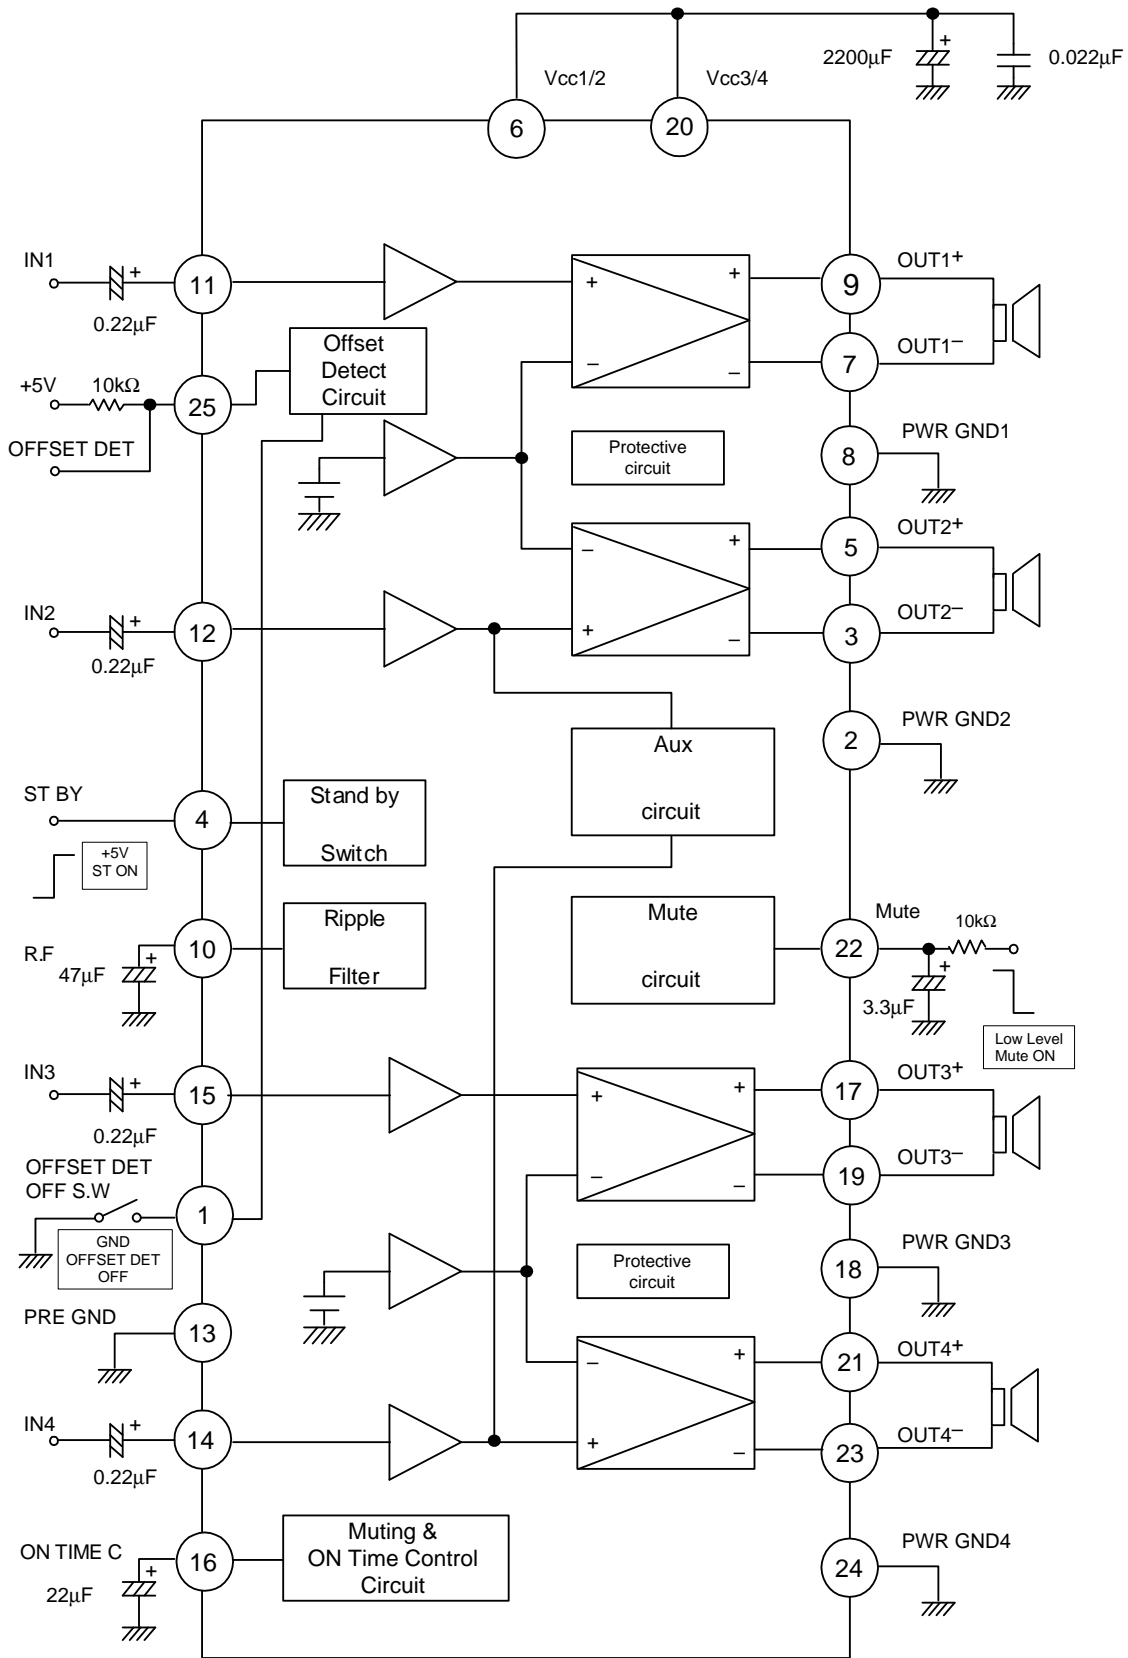 2200μF
+
0.022μF
Vcc1/2
Vcc3/4
6
20
IN1
+
0.22μF
11
+
−
+
−
9
OUT1+
7
OUT1−
Offset
Detect
Circuit
+5V
10kΩ
25
OFFSET DET
Protective
circuit
8
PWR GND1
−
+
+
−
5
OUT2+
3
OUT2−
IN2
+
0.22μF
12
2
PWR GND2
Aux
circuit
ST BY
4
Stand by
Switch
+5V
ST ON
R.F
47μF
+
10
Ripple
Filter
Mute
circuit
22
Mute
10kΩ
+
3.3μF
Low Level
Mute ON
IN3
+
0.22μF
15
+
−
+
−
17
OUT3+
19
OUT3−
OFFSET DET
OFF S.W
1
GND
OFFSET DET
OFF
Protective
circuit
18
PWR GND3
PRE GND
13
−
+
+
−
21
OUT4+
23
OUT4−
IN4
+
0.22μF
14
ON TIME C
+
22μF
16
Muting &
ON Time Control
Circuit
24
PWR GND4